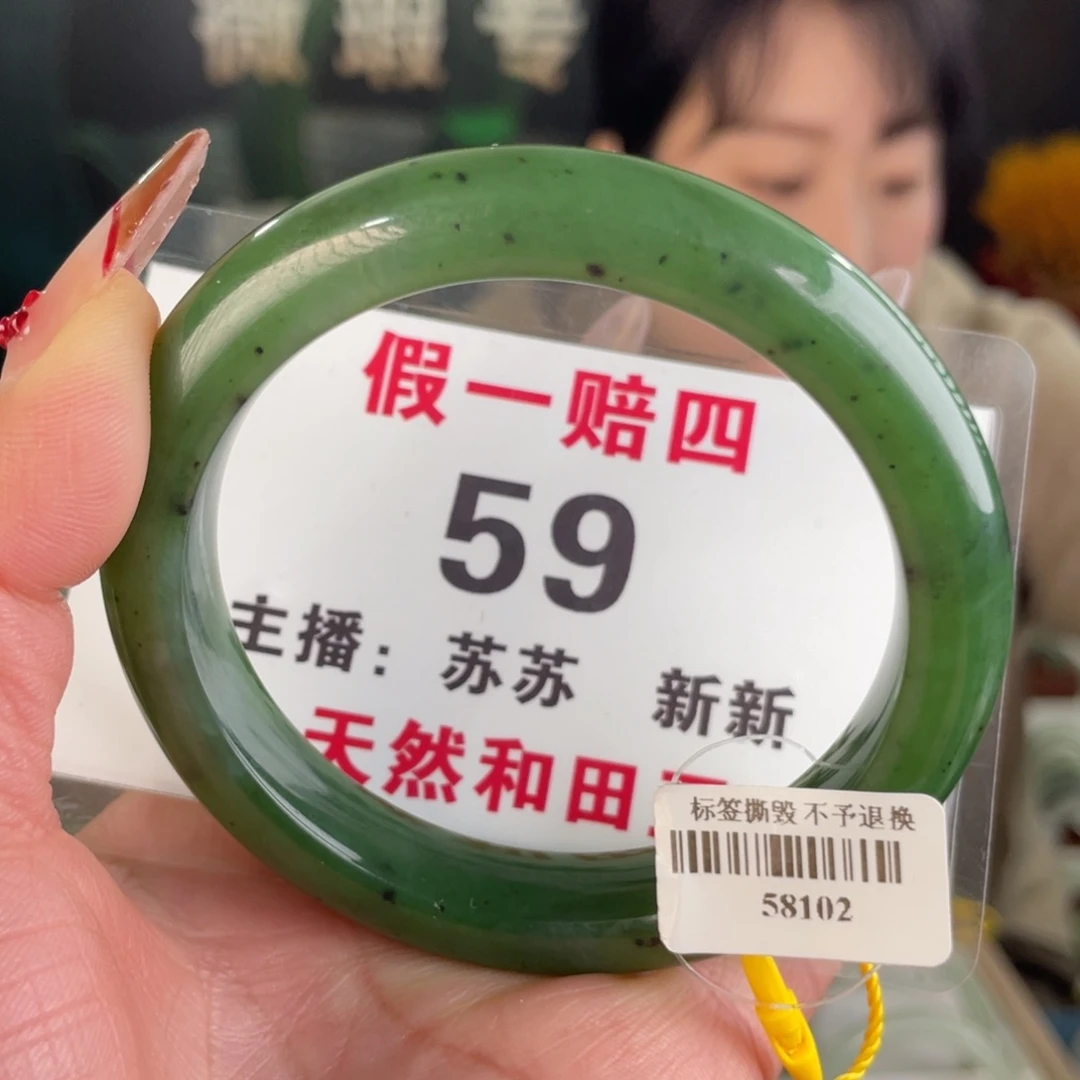 假一赔四
59
主播: 苏苏 新新
天然和田
标签撕毁 不予退换
58102